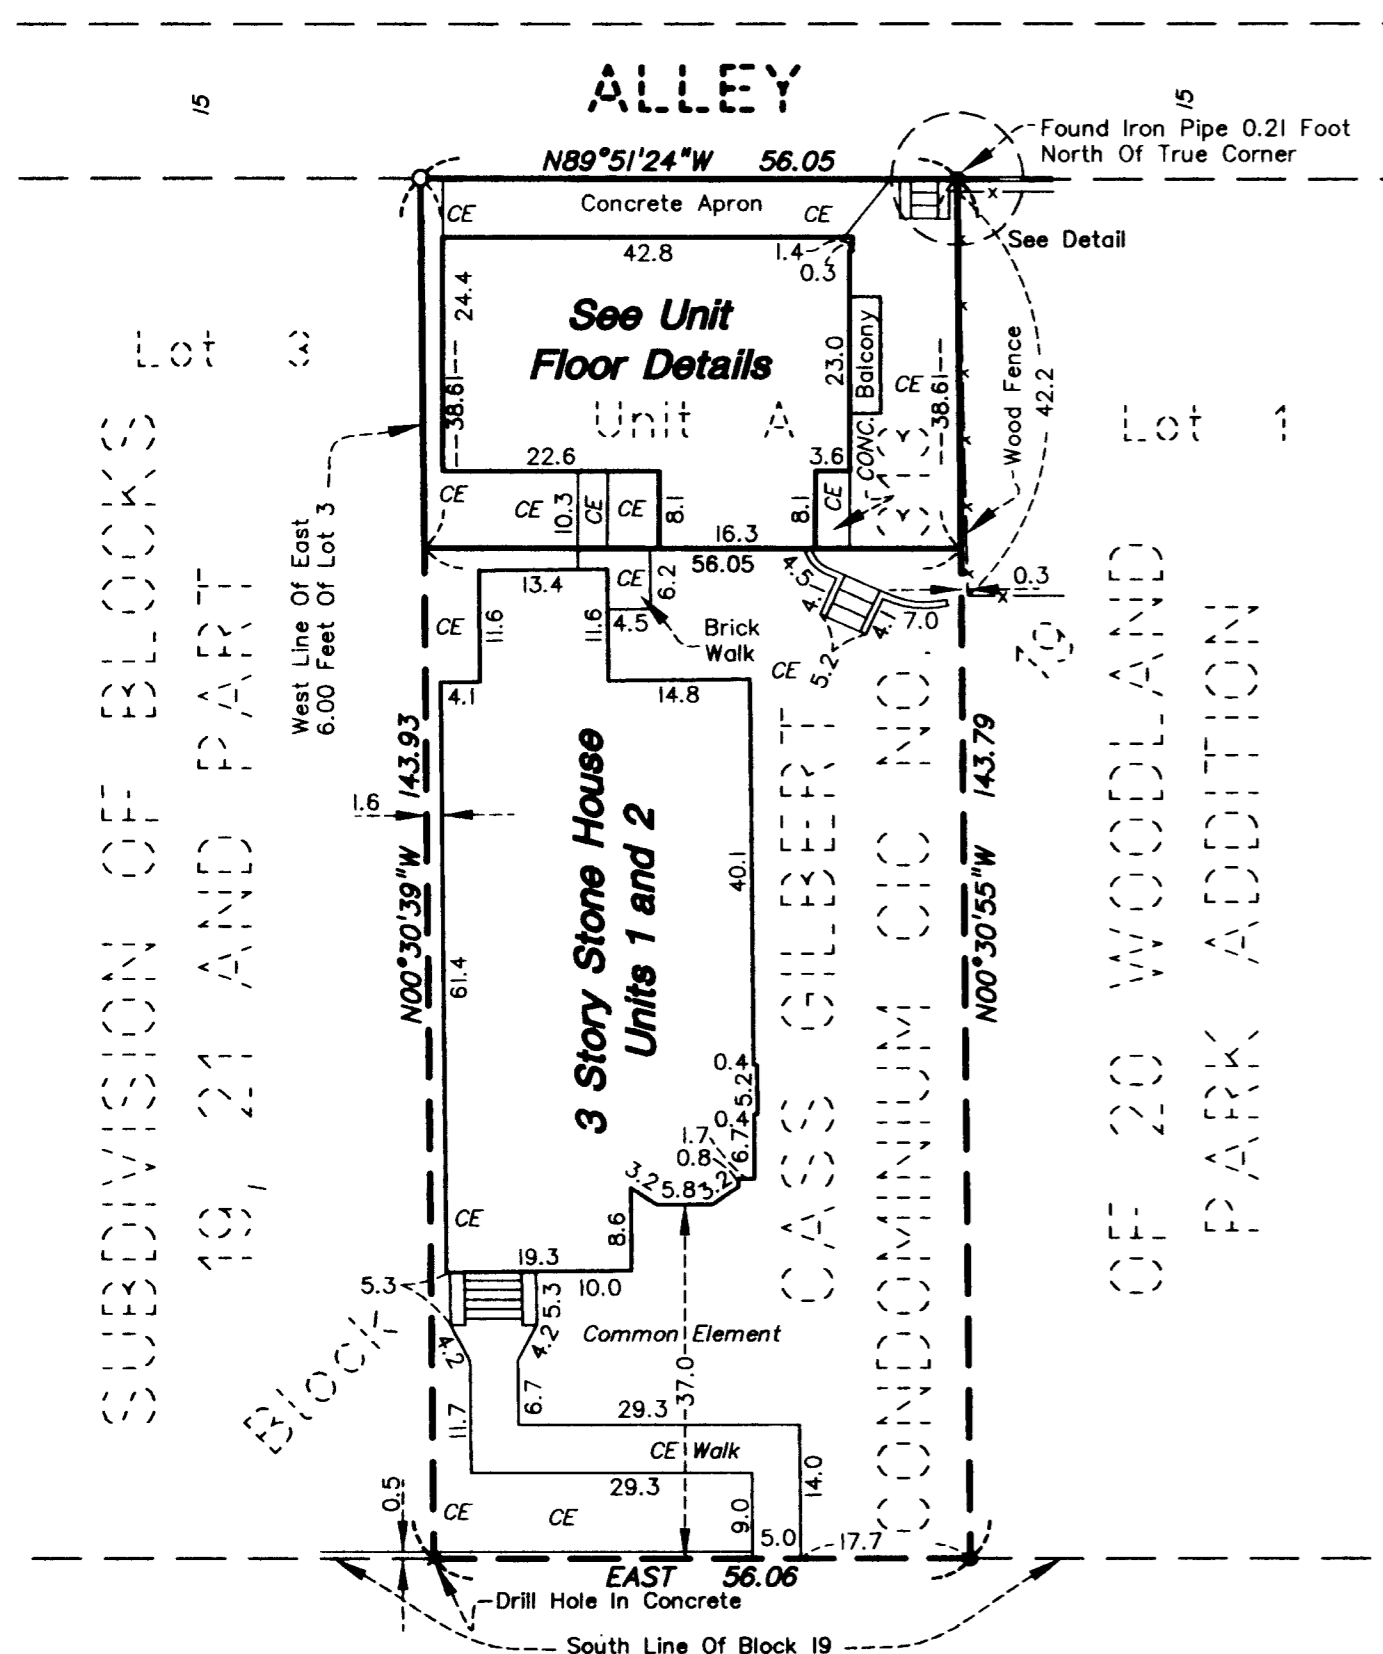 ALLEY
15
15
Found Iron Pipe 0.21 Foot
North Of True Corner
N89°51'24"W 56.05
CE
Concrete Apron
CE
See Detail
42.8
1.4
0.3
24.4
See Unit
Floor Details
Lot 3
Unit A
Balcony
23.0
CE
38.61
38.61
Wood Fence
42.2
Lot 1
22.6
3.6
CONC.
CE
CE
10.3
CE
CE
8.1
8.1
CE
16.3
56.05
West Line Of East
6.00 Feet Of Lot 3
13.4
CE
6.2
4.5
Brick
Walk
4.5
4.
4.
7.0
5.2
0.3
CE
11.6
11.6
CE
4.1
14.8
19
SUBDIVISION OF BLOCKS
19, 21 AND PART
N00°30'39"W 143.93
1.6
3 Story Stone House
Units 1 and 2
40.1
61.4
CASS GILBERT
CONDOMINIUM CIC NO.
N00°30'55"W 143.79
OF 20 WOODLAND
PARK ADDITION
0.4
5.2
0.4
1.7
0.8
6.7
3.2
5.8
3.2
8.6
CE
19.3
10.0
5.3
5.3
4.2
4.2
Common Element
Block
37.0
6.7
11.7
29.3
CE Walk
29.3
14.0
9.0
0.5
CE
CE
5.0
17.7
EAST 56.06
Drill Hole In Concrete
South Line Of Block 19